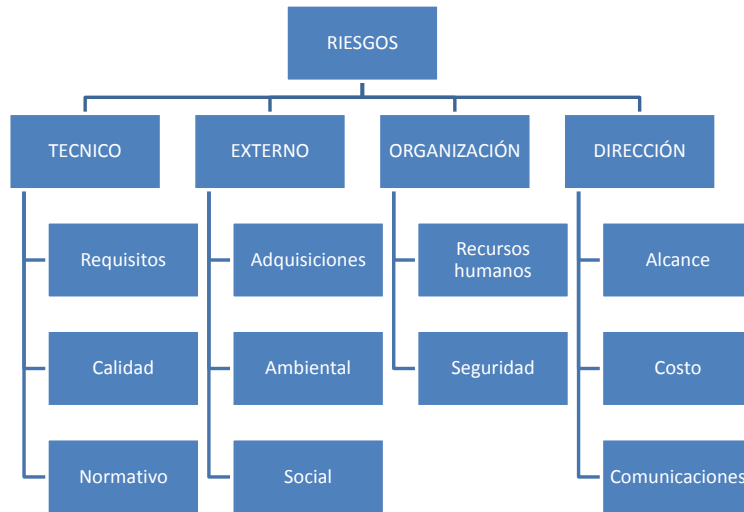 RIESGOS
TECNICO
EXTERNO
ORGANIZACIÓN
DIRECCIÓN
Requisitos
Adquisiciones
Recursos
humanos
Alcance
Calidad
Ambiental
Seguridad
Costo
Normativo
Social
Comunicaciones